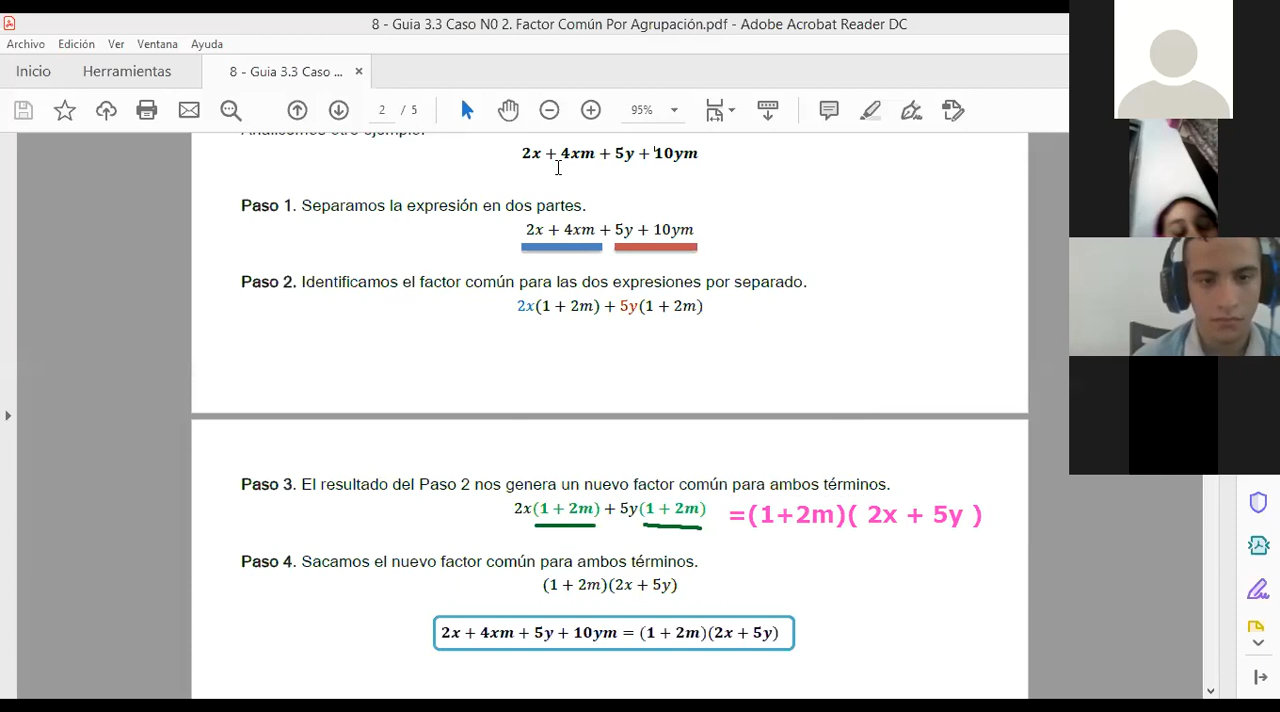 8 - Guia 3.3 Caso N0 2. Factor Común Por Agrupación.pdf - Adobe Acrobat Reader DC
Archivo Edición Ver Ventana Ayuda
Inicio Herramientas 8 - Guia 3.3 Caso ... ×
2 / 5 95%
Analicemos otro ejemplo:
2x + 4xm + 5y + 10ym
Paso 1. Separamos la expresión en dos partes.
2x + 4xm + 5y + 10ym
Paso 2. Identificamos el factor común para las dos expresiones por separado.
2x(1 + 2m) + 5y(1 + 2m)
Paso 3. El resultado del Paso 2 nos genera un nuevo factor común para ambos términos.
2x(1 + 2m) + 5y(1 + 2m) =(1+2m)( 2x + 5y )
Paso 4. Sacamos el nuevo factor común para ambos términos.
(1 + 2m)(2x + 5y)
2x + 4xm + 5y + 10ym = (1 + 2m)(2x + 5y)